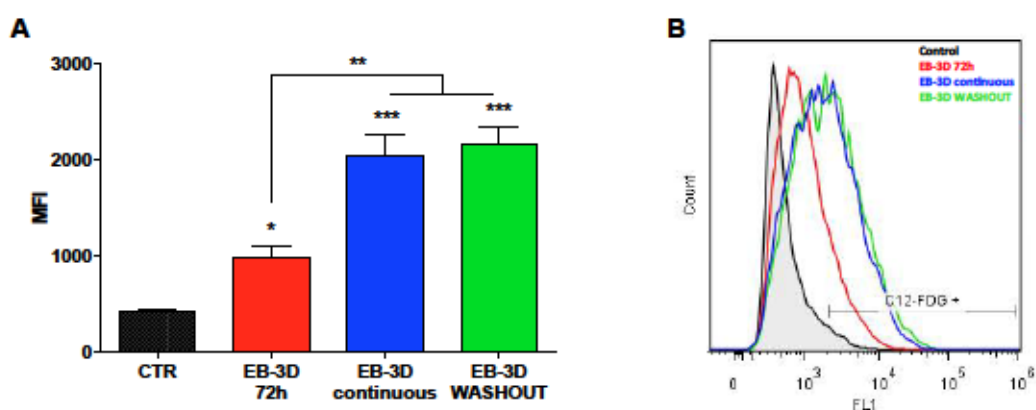 A
3000
2000
1000
0
MFI
**
*
***
***
CTR
EB-3D
72h
EB-3D
continuous
EB-3D
WASHOUT
B
Control
EB-3D 72h
EB-3D continuous
EB-3D WASHOUT
Count
C12-FDG +
0
10^3
10^4
10^5
10^6
FL1